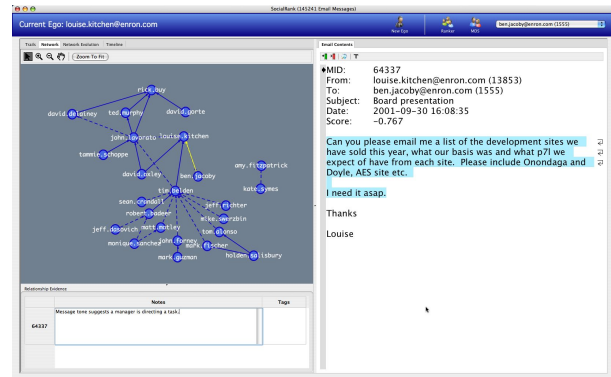 SocialRank (145241 Email Messages)
Current Ego: louise.kitchen@enron.com
New Ego
Ranker
MDS
ben.jacoby@enron.com (1555)
Traits Network Network Evolution Timeline
Zoom To Fit
rick.buy
david.delainey
ted.murphy
david.gorte
john.lavorato
louise.kitchen
tammie.schoppe
amy.fitzpatrick
david.oxley
ben.jacoby
kate.symes
tim.belden
sean.crandall
jeff.richter
robert.badeer
mike.swerzbin
jeff.dasovich
matt.motley
tom.alonso
monique.sanchez
john.forney
mark.fischer
mark.guzman
holden.salisbury
Relationship Evidence
Notes
Tags
64337
Message tone suggests a manager is directing a task.
Email Contents
MID: 64337
From: louise.kitchen@enron.com (13853)
To: ben.jacoby@enron.com (1555)
Subject: Board presentation
Date: 2001-09-30 16:08:35
Score: -0.767
Can you please email me a list of the development sites we
have sold this year, what our basis was and what p7l we
expect of have from each site. Please include Onondaga and
Doyle, AES site etc.
I need it asap.
Thanks
Louise